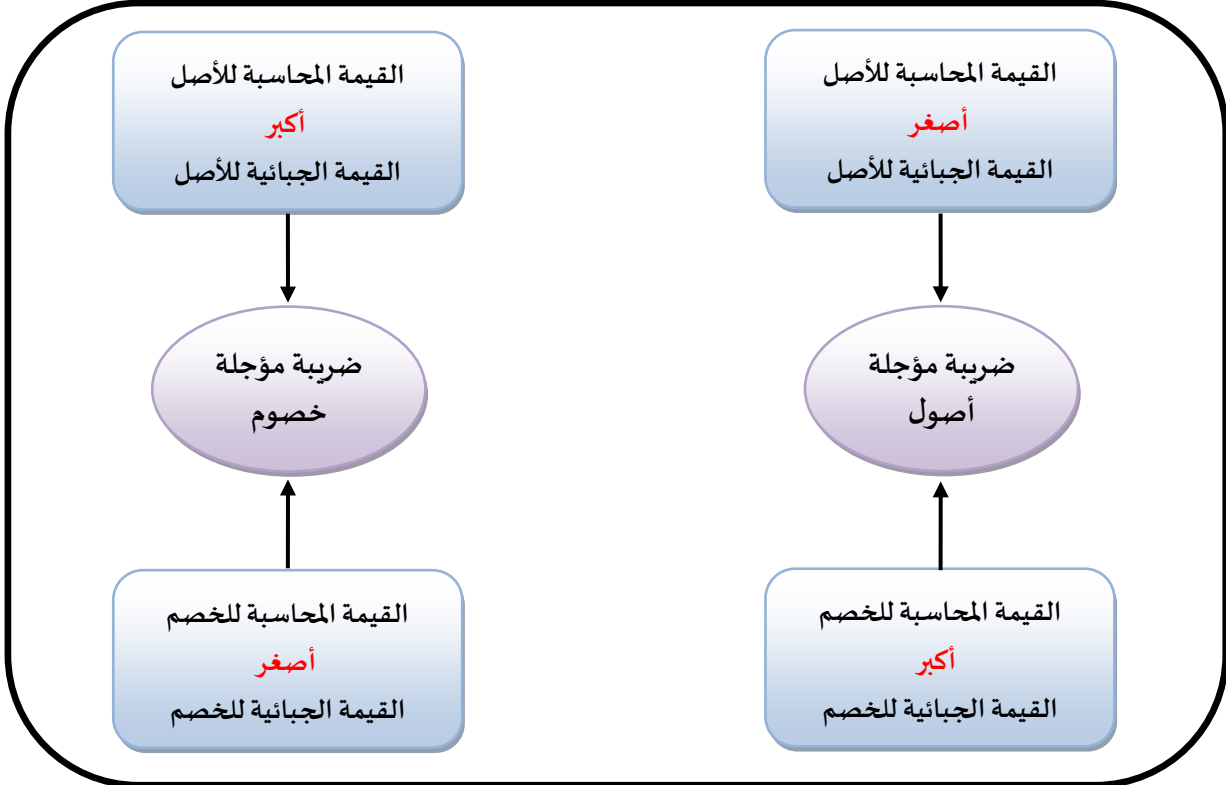 القيمة المحاسبة للأصل
أصغر
القيمة الجبائية للأصل
القيمة المحاسبة للأصل
أكبر
القيمة الجبائية للأصل
ضريبة مؤجلة
أصول
ضريبة مؤجلة
خصوم
القيمة المحاسبة للخصم
أكبر
القيمة الجبائية للخصم
القيمة المحاسبة للخصم
أصغر
القيمة الجبائية للخصم